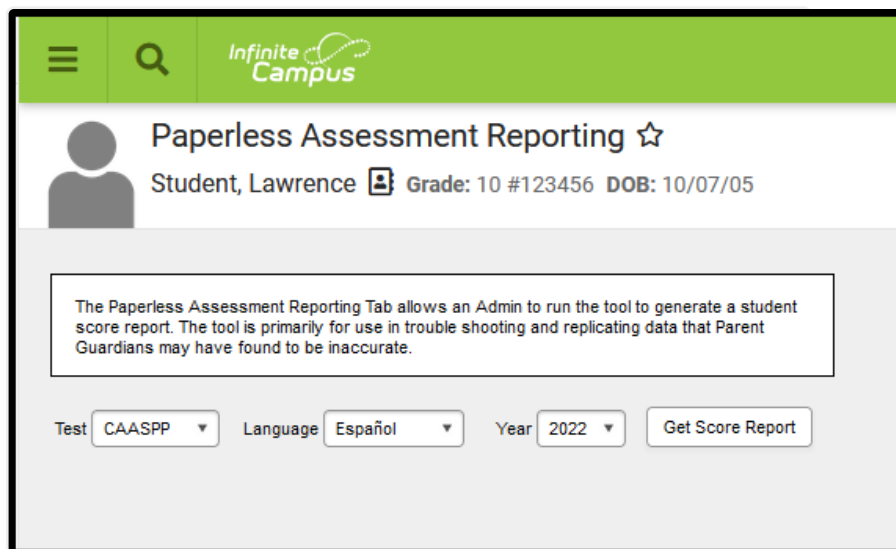 Infinite
Campus
Paperless Assessment Reporting
Student, Lawrence Grade: 10 #123456 DOB: 10/07/05
The Paperless Assessment Reporting Tab allows an Admin to run the tool to generate a student
score report. The tool is primarily for use in trouble shooting and replicating data that Parent
Guardians may have found to be inaccurate.
Test CAASPP Language Español Year 2022 Get Score Report